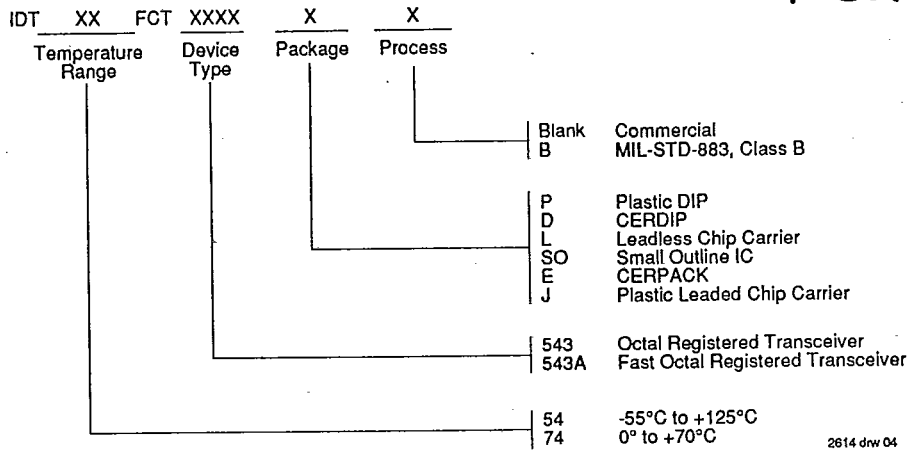 IDT XX FCT XXXX X X
Temperature Range
Device Type
Package
Process
Blank Commercial
B MIL-STD-883, Class B
P Plastic DIP
D CERDIP
L Leadless Chip Carrier
SO Small Outline IC
E CERPACK
J Plastic Leaded Chip Carrier
543 Octal Registered Transceiver
543A Fast Octal Registered Transceiver
54 -55°C to +125°C
74 0° to +70°C
2614 drw 04